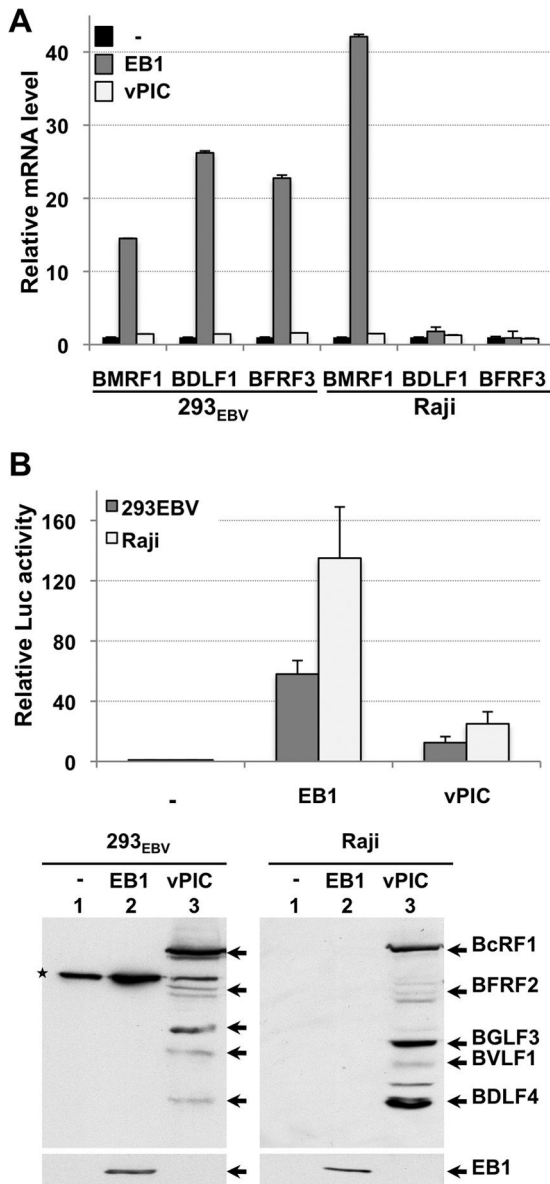 A
-
EB1
vPIC
Relative mRNA level
40
30
20
10
0
BMRF1 BDLF1 BFRF3 BMRF1 BDLF1 BFRF3
293EBV Raji
B
293EBV
Raji
Relative Luc activity
160
120
80
40
0
- EB1 vPIC
293EBV Raji
- EB1 vPIC - EB1 vPIC
1 2 3 1 2 3
★
BcRF1
BFRF2
BGLF3
BVLF1
BDLF4
EB1